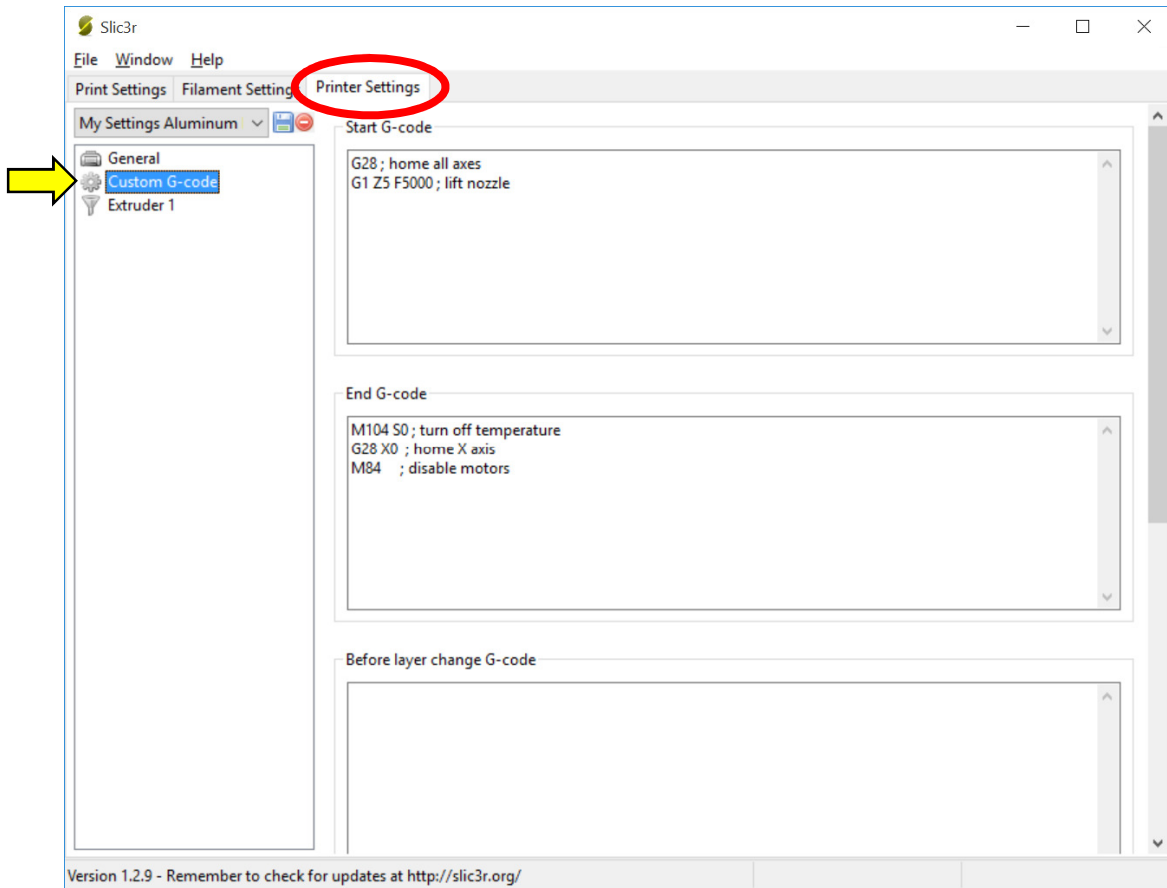 Slic3r
File Window Help
Print Settings Filament Setting Printer Settings
My Settings Aluminum
General
Custom G-code
Extruder 1
Start G-code
G28 ; home all axes
G1 Z5 F5000 ; lift nozzle
End G-code
M104 S0 ; turn off temperature
G28 X0 ; home X axis
M84 ; disable motors
Before layer change G-code
Version 1.2.9 - Remember to check for updates at http://slic3r.org/